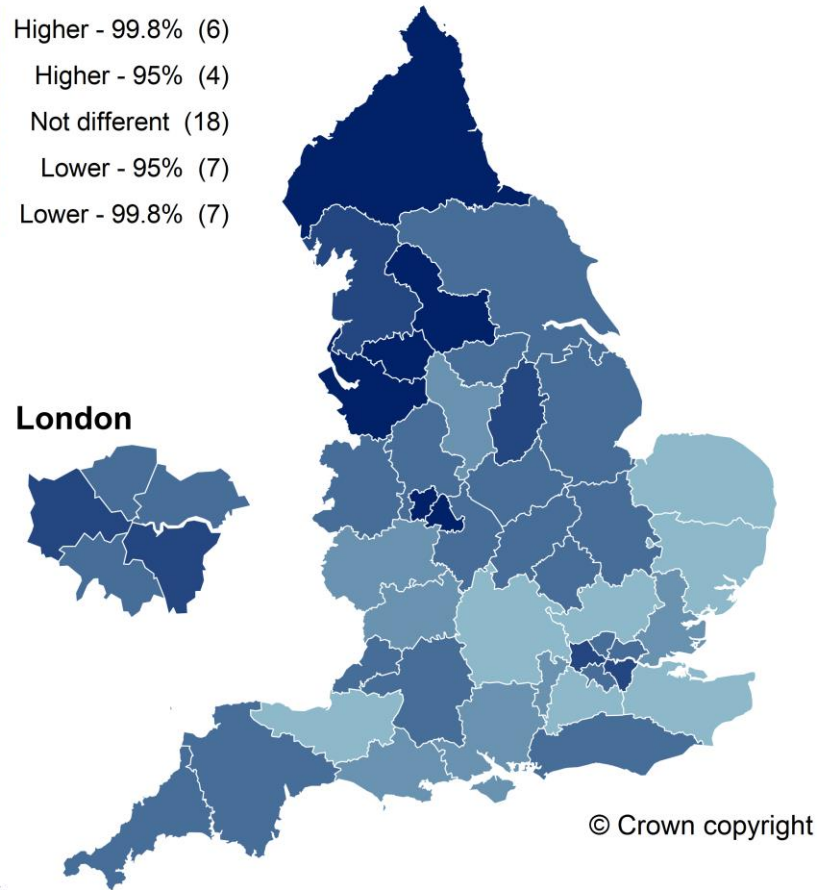 Higher - 99.8% (6)
Higher - 95% (4)
Not different (18)
Lower - 95% (7)
Lower - 99.8% (7)
London
© Crown copyright